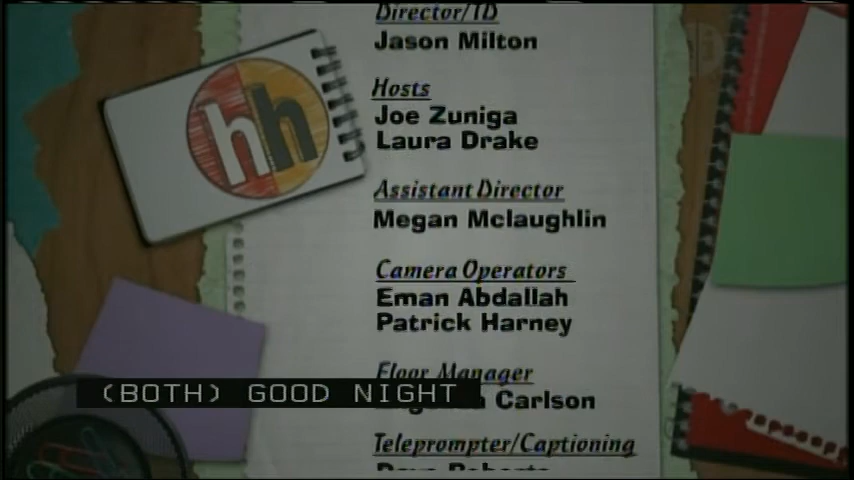 Director/TD
Jason Milton
Hosts
hh
Joe Zuniga
Laura Drake
Assistant Director
Megan Mclaughlin
Camera Operators
Eman Abdallah
Patrick Harney
Floor Manager
Carlson
(BOTH) GOOD NIGHT
Teleprompter/Captioning